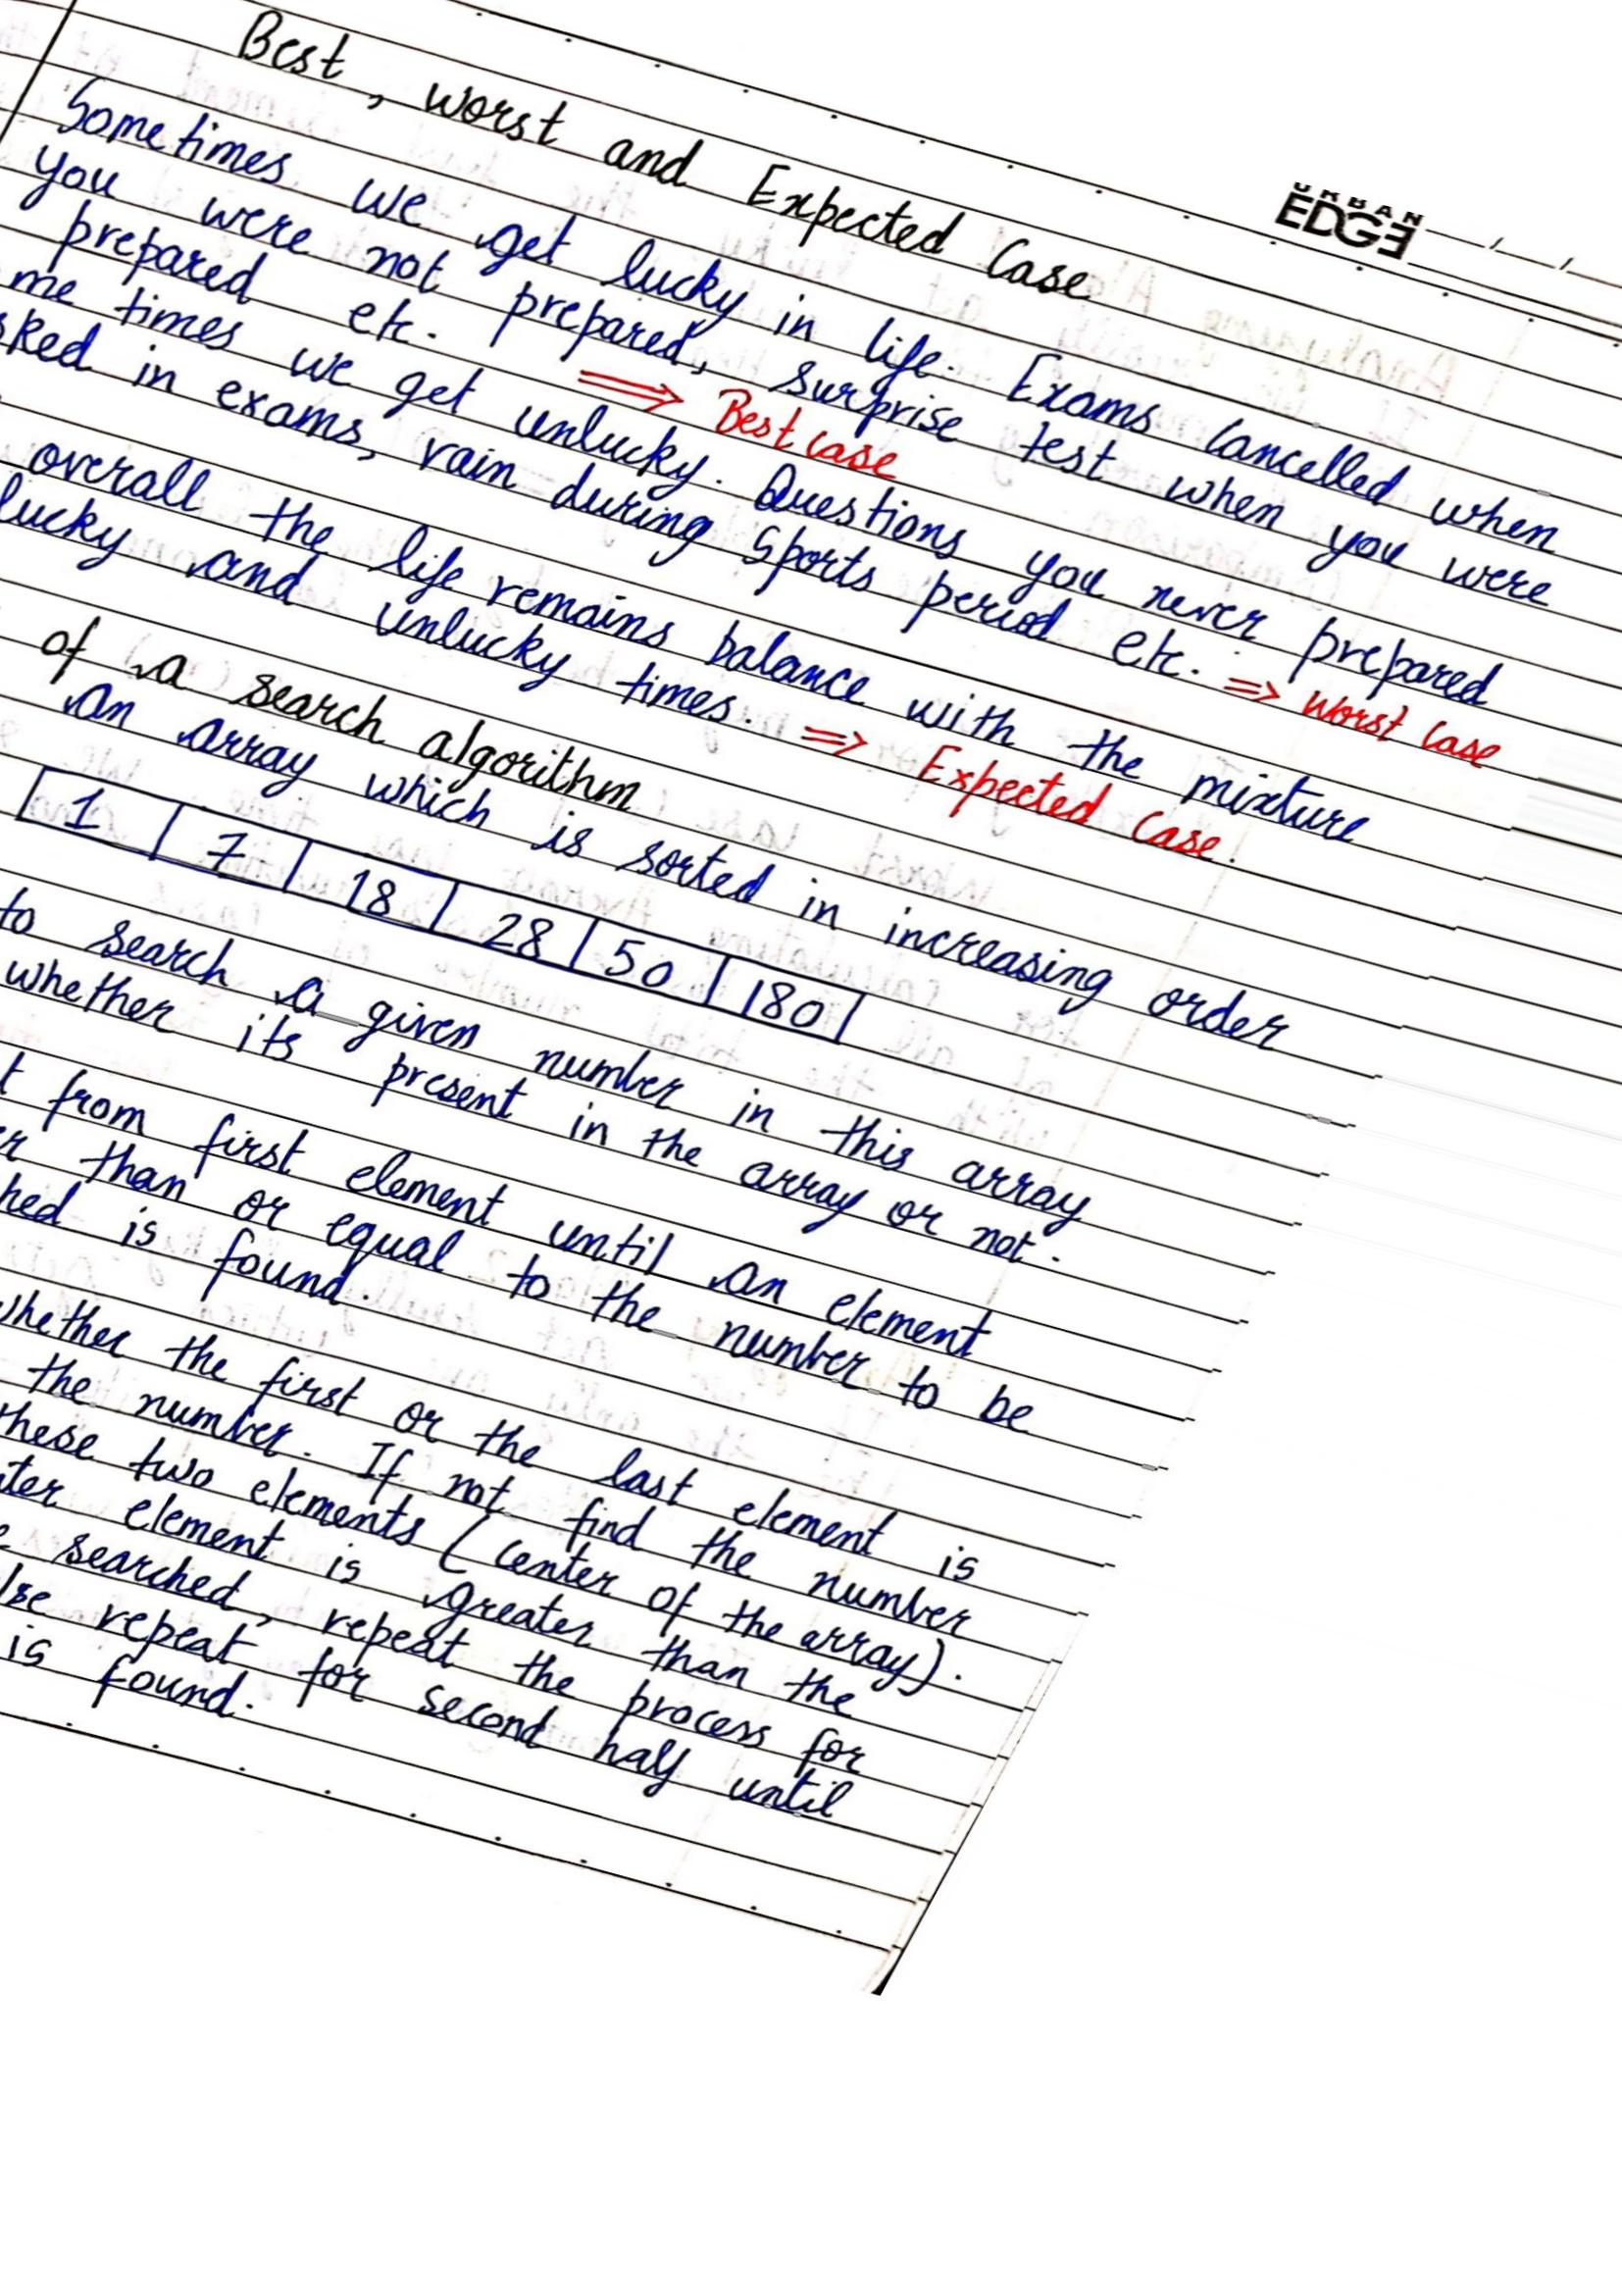 URBAN
EDGE
Best, worst and Expected Case
Sometimes we get lucky in life. Exams cancelled when
you were not prepared, surprise test when you were
prepared etc. ⟹ Best case
me times we get unlucky. Questions you never prepared
sked in exams, rain during Sports period etc. => Worst case
overall the life remains balance with the mixture
lucky and unlucky times. => Expected Case.
of a search algorithm
an array which is sorted in increasing order
1 7 18 28 50 180
to search a given number in this array
whether its present in the array or not.
t from first element until an element
er than or equal to the number to be
hed is found.
whether the first or the last element is
the number. If not find the number
these two elements (center of the array).
ter element is greater than the
e searched, repeat the process for
lse repeat for second half until
is found.